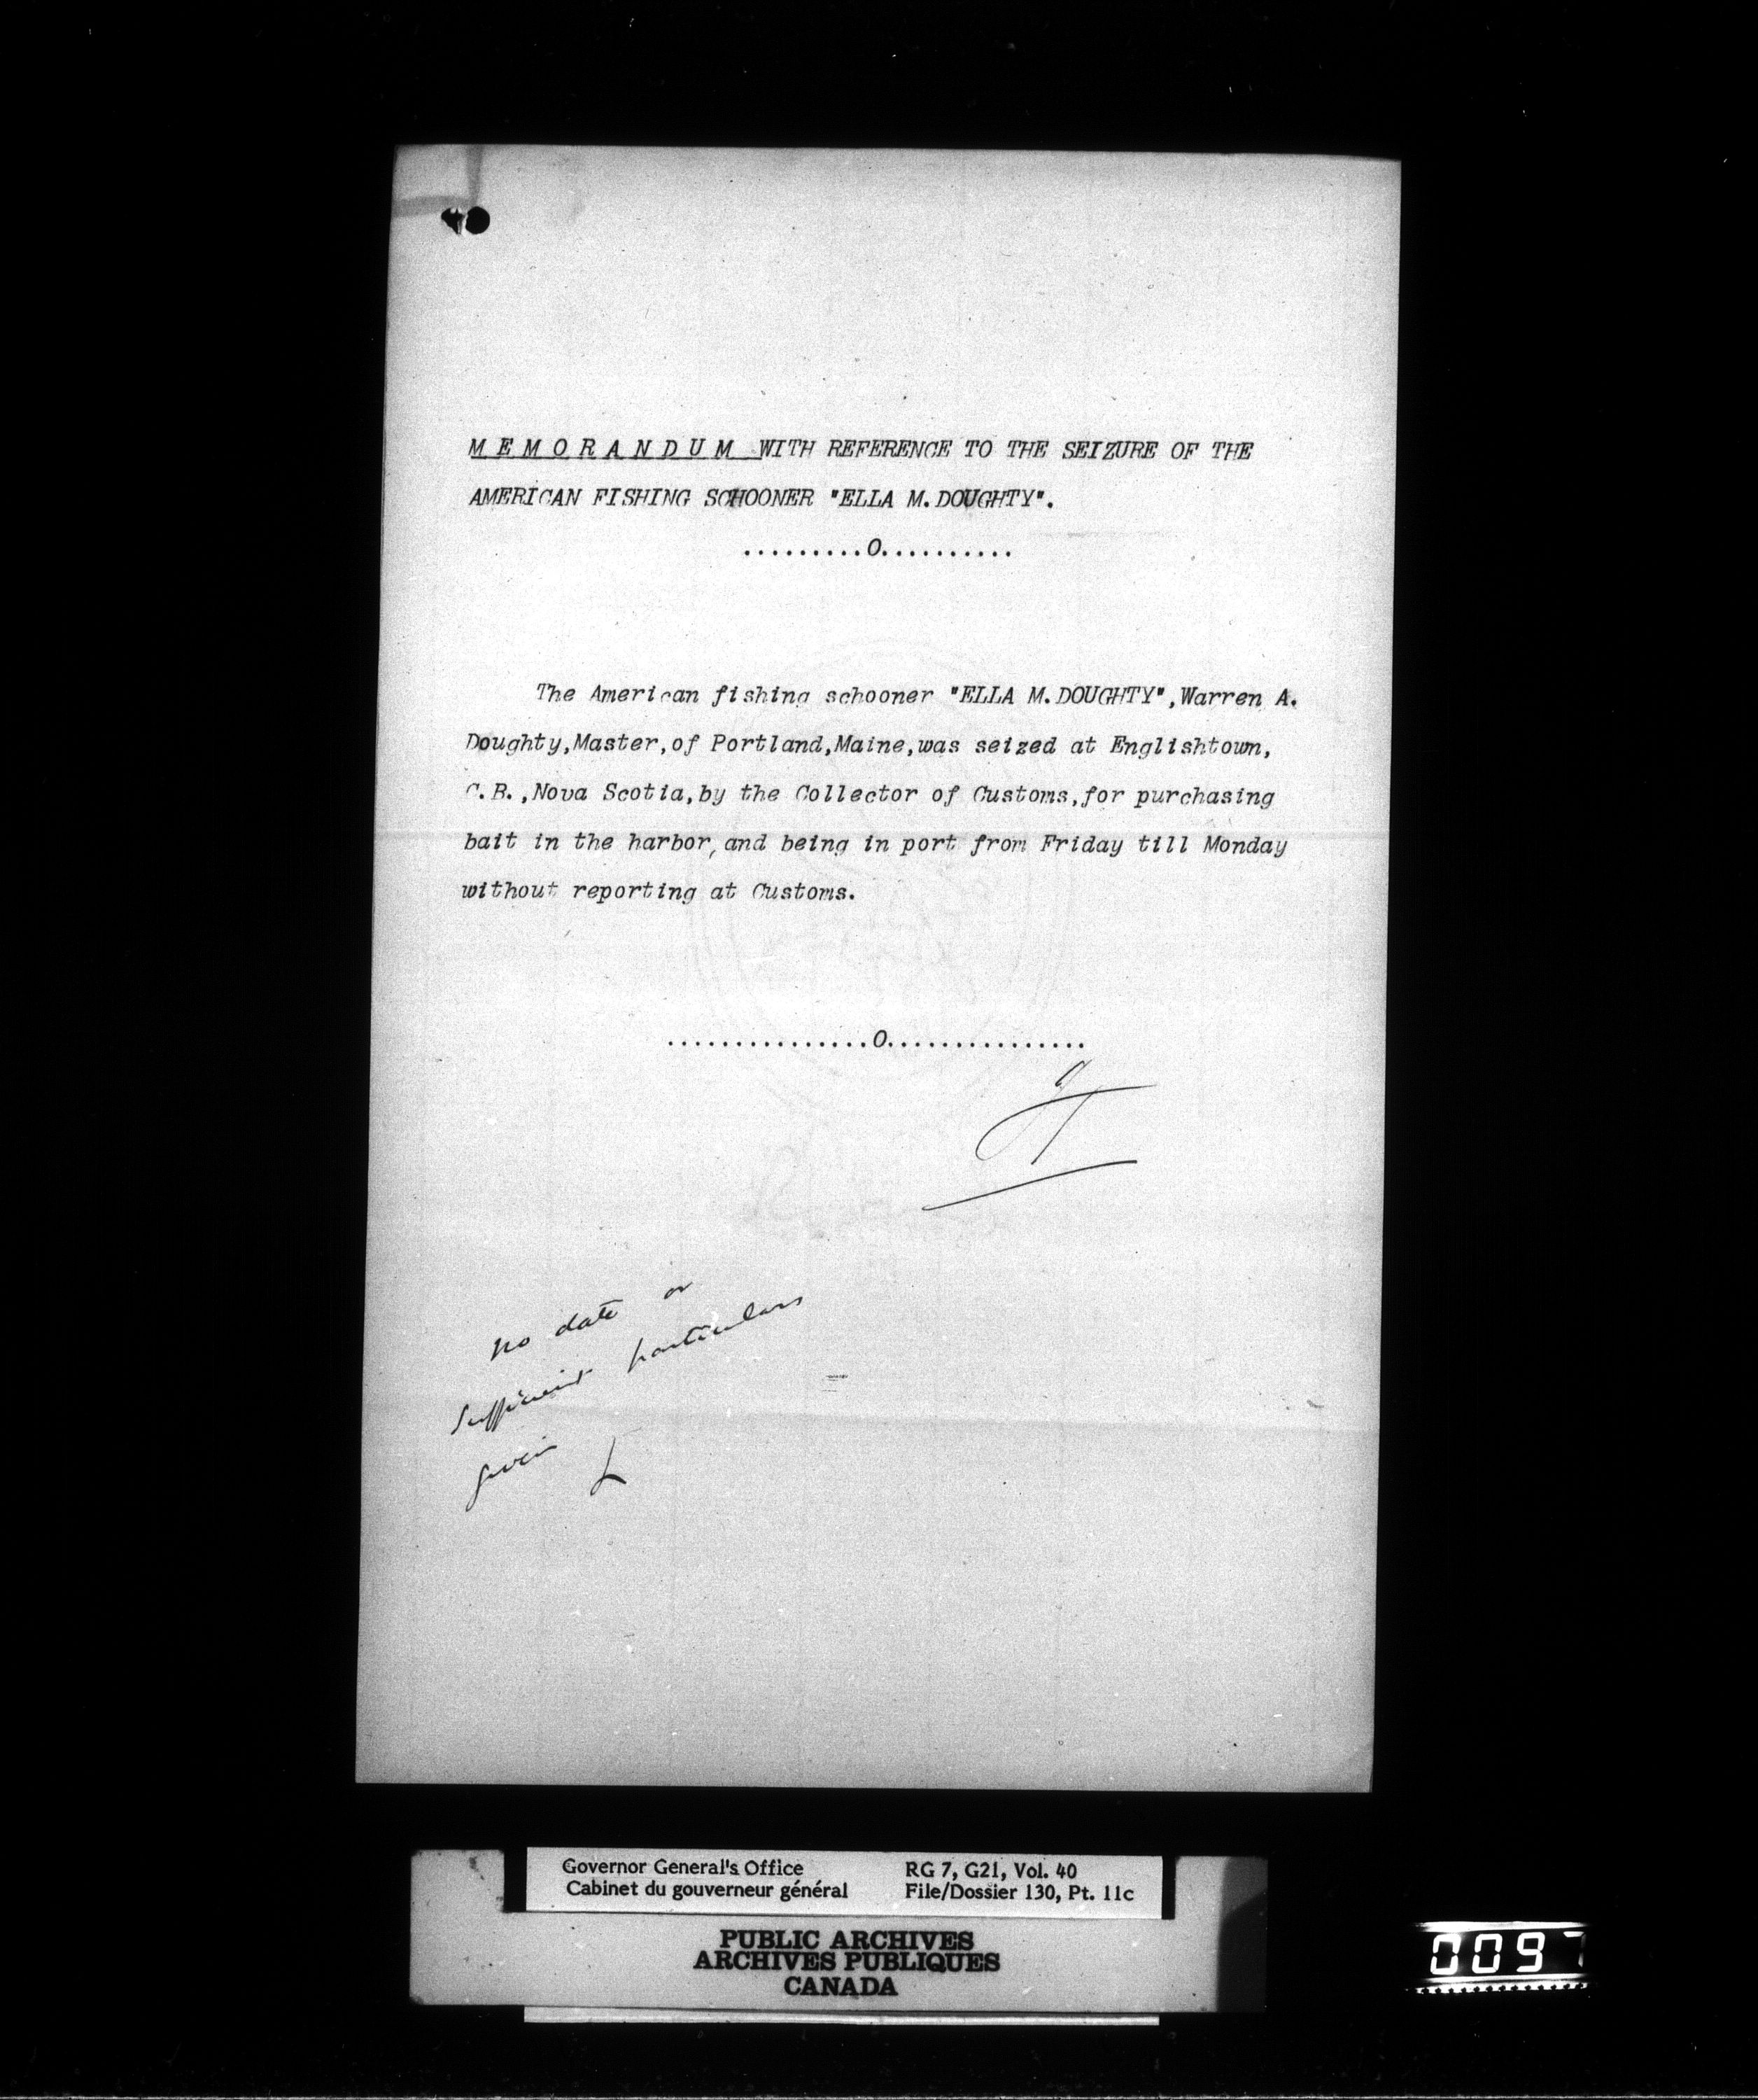 M E M O R A N D U M WITH REFERENCE TO THE SEIZURE OF THE
AMERICAN FISHING SCHOONER "ELLA M. DOUGHTY".
.........O..........
The American fishing schooner "ELLA M. DOUGHTY", Warren A.
Doughty, Master, of Portland, Maine, was seized at Englishtown,
C.B., Nova Scotia, by the Collector of Customs, for purchasing
bait in the harbor, and being in port from Friday till Monday
without reporting at Customs.
...............O...............
No date or
sufficient particulars
given L
Governor General's Office RG 7, G21, Vol. 40
Cabinet du gouverneur général File/Dossier 130, Pt. 11c
PUBLIC ARCHIVES
ARCHIVES PUBLIQUES
CANADA
0097